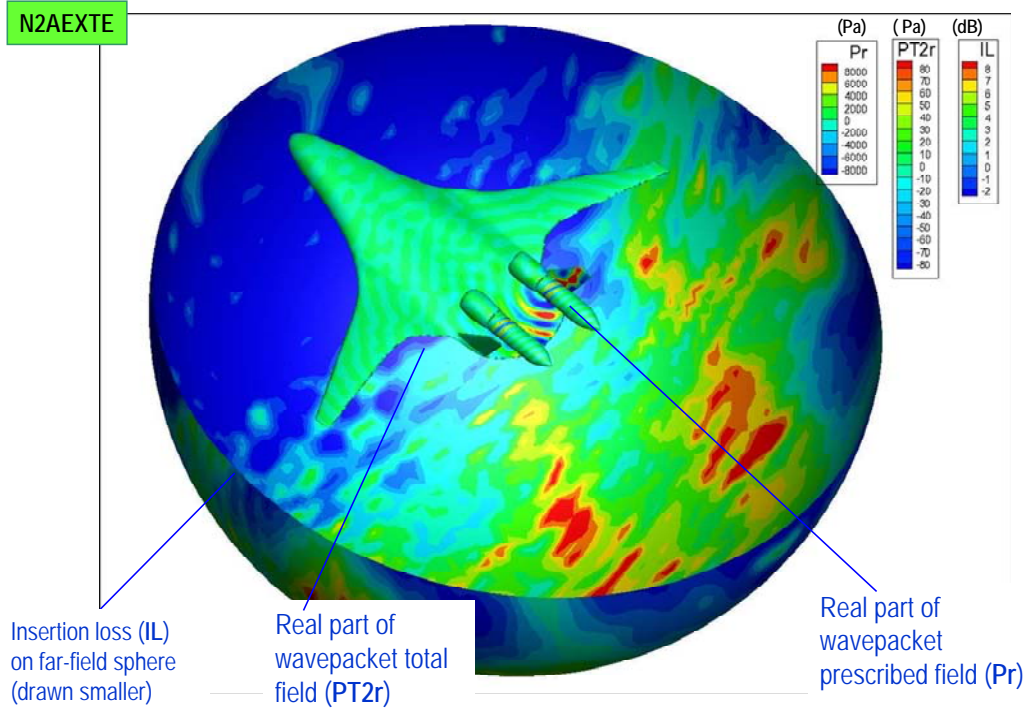 N2AEXTE
(Pa) ( Pa) (dB)
Pr
8000
6000
4000
2000
0
-2000
-4000
-6000
-8000
PT2r
80
70
60
50
40
30
20
10
0
-10
-20
30
-40
-50
-60
-70
-80
IL
8
7
6
5
4
3
2
1
0
-1
-2
Insertion loss (IL)
on far-field sphere
(drawn smaller)
Real part of
wavepacket total
field (PT2r)
Real part of
wavepacket
prescribed field (Pr)